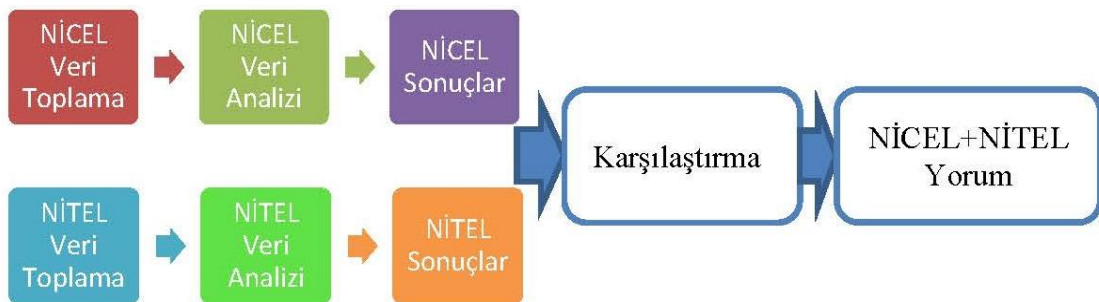 NİCEL
Veri
Toplama
NİCEL
Veri
Analizi
NİCEL
Sonuçlar
NİTEL
Veri
Toplama
NİTEL
Veri
Analizi
NİTEL
Sonuçlar
Karşılaştırma
NİCEL+NİTEL
Yorum